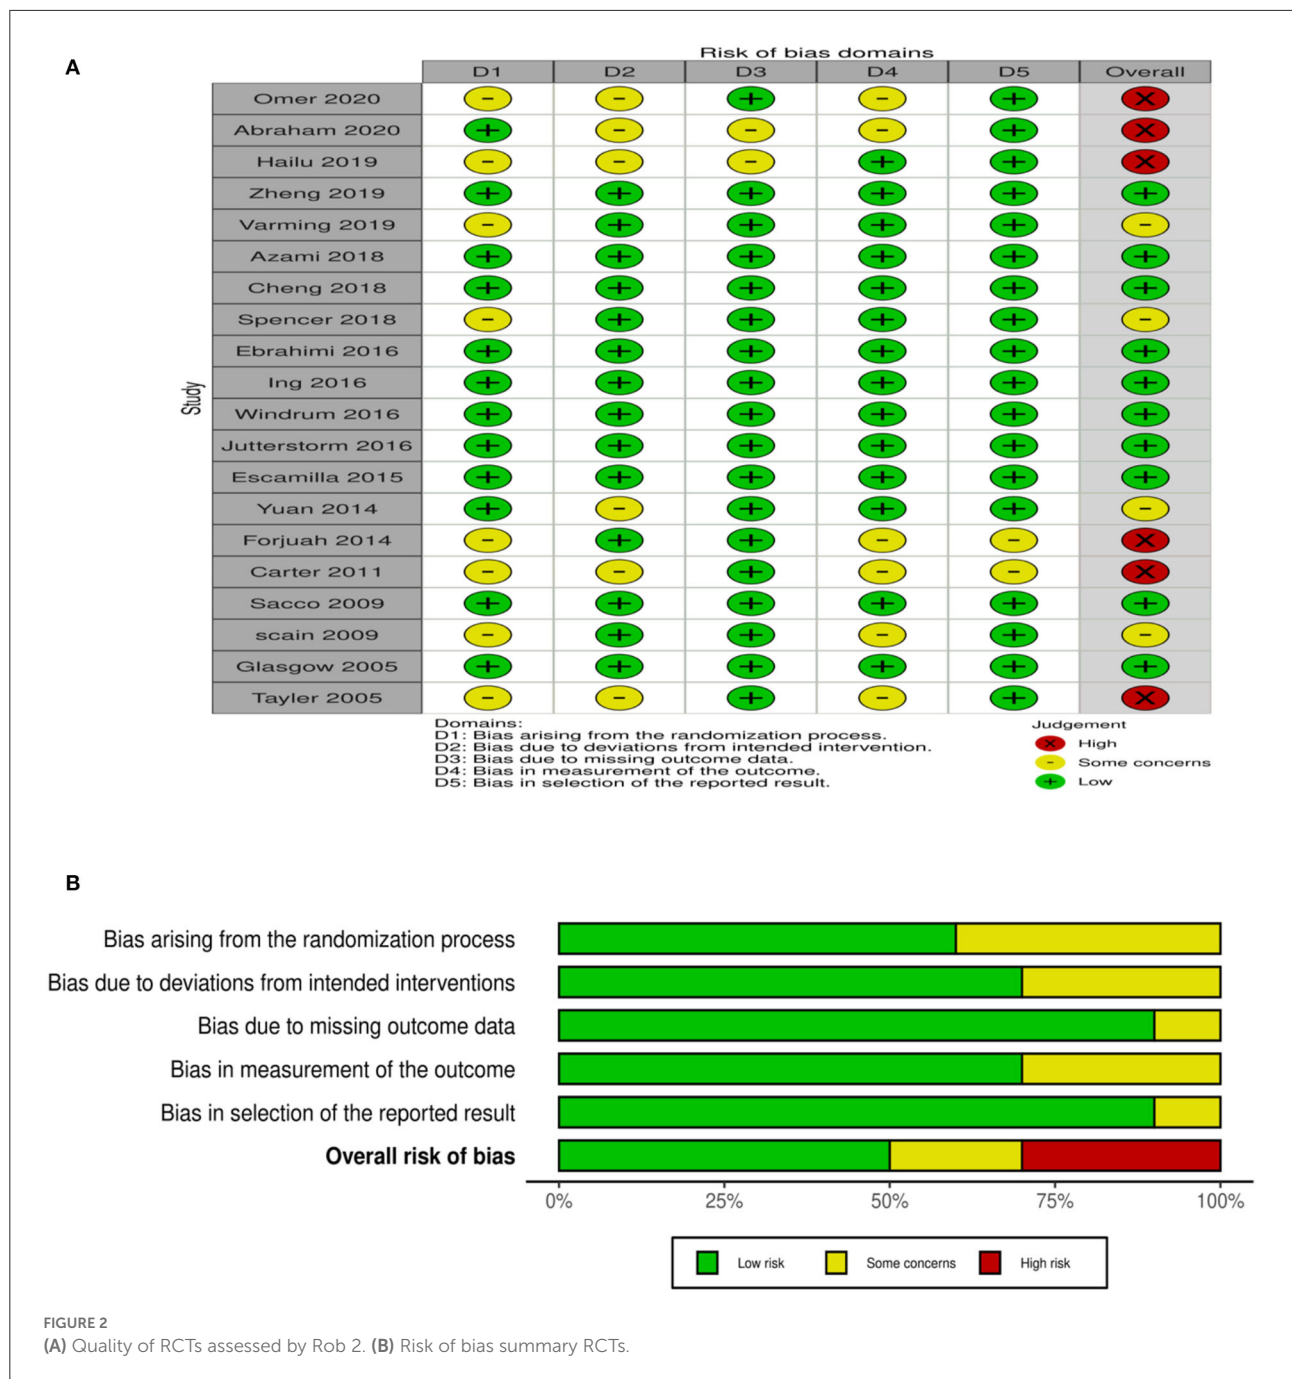 A
Risk of bias domains
D1 D2 D3 D4 D5 Overall
Study
Omer 2020 - - + - + X
Abraham 2020 + - - - + X
Hailu 2019 - - - + + X
Zheng 2019 + + + + + +
Varming 2019 - + + + + -
Azami 2018 + + + + + +
Cheng 2018 + + + + + +
Spencer 2018 - + + + + -
Ebrahimi 2016 + + + + + +
Ing 2016 + + + + + +
Windrum 2016 + + + + + +
Jutterstorm 2016 + + + + + +
Escamilla 2015 + + + + + +
Yuan 2014 + - + + + -
Forjuah 2014 - + + - - X
Carter 2011 - - + - - X
Sacco 2009 + + + + + +
scain 2009 - + + - + -
Glasgow 2005 + + + + + +
Tayler 2005 - - + - + X
Domains:
D1: Bias arising from the randomization process.
D2: Bias due to deviations from intended intervention.
D3: Bias due to missing outcome data.
D4: Bias in measurement of the outcome.
D5: Bias in selection of the reported result.
Judgement
X High
- Some concerns
+ Low
B
Bias arising from the randomization process
Bias due to deviations from intended interventions
Bias due to missing outcome data
Bias in measurement of the outcome
Bias in selection of the reported result
Overall risk of bias
0% 25% 50% 75% 100%
Low risk Some concerns High risk
FIGURE 2
(A) Quality of RCTs assessed by Rob 2. (B) Risk of bias summary RCTs.